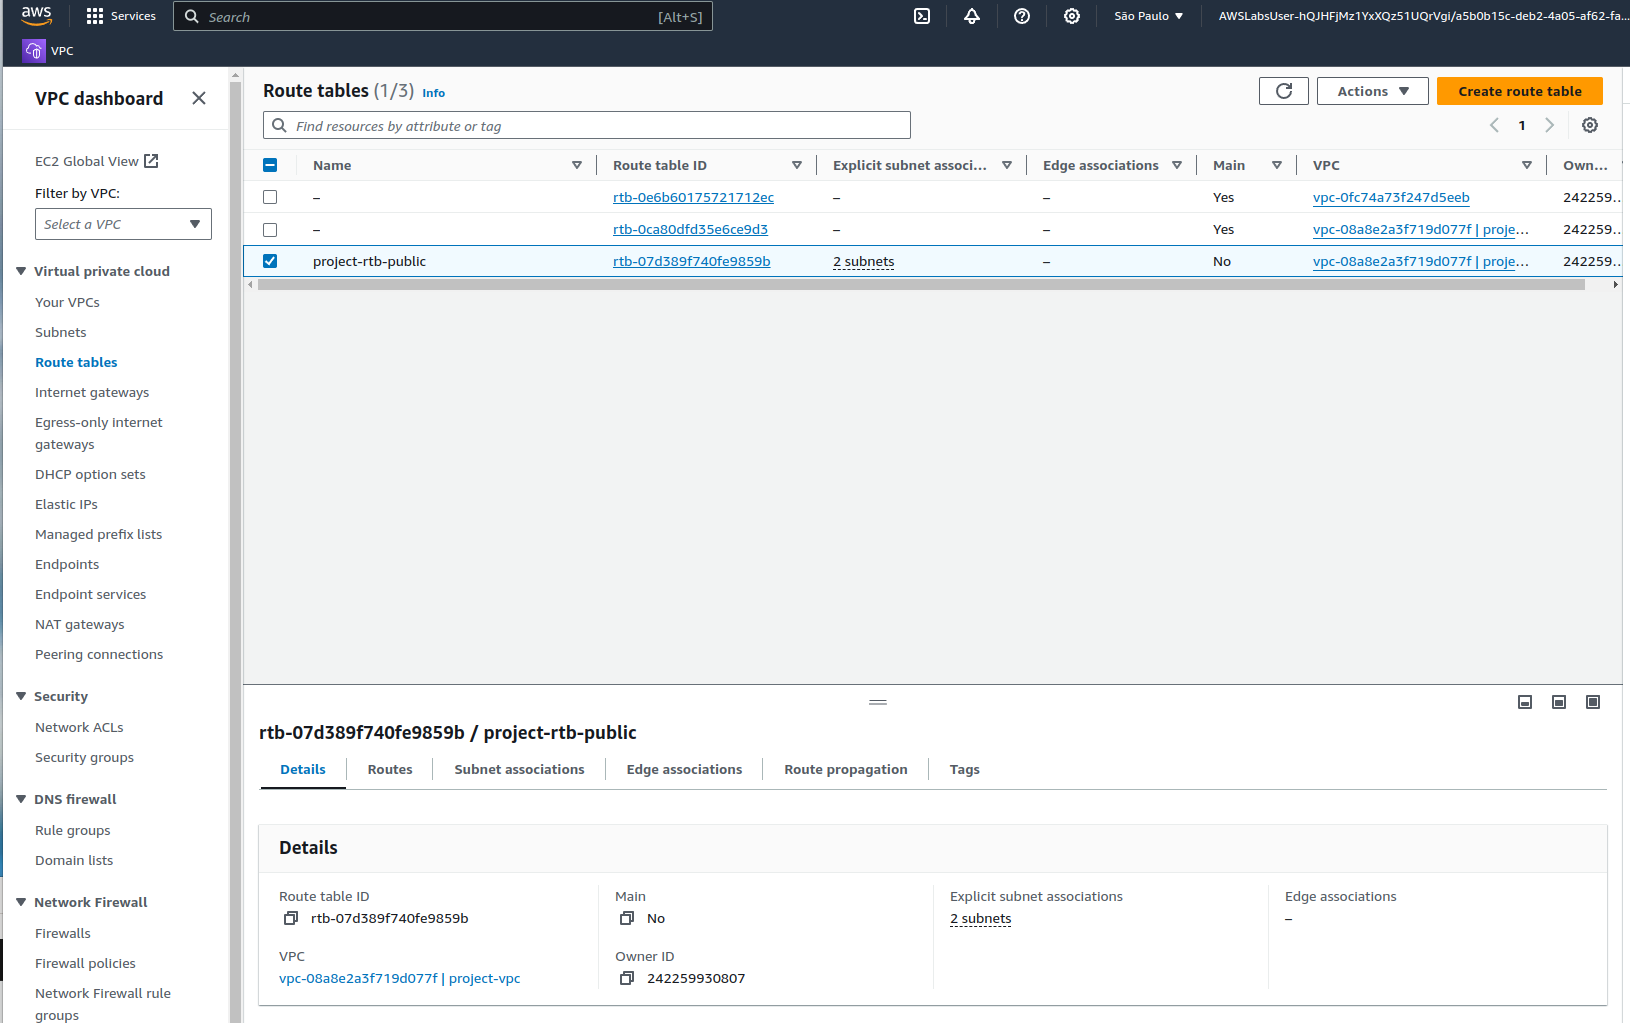 aws Services Search [Alt+S] São Paulo AWSLabsUser-hQJHFjMz1YxXQz51UQrVgi/a5b0b15c-deb2-4a05-af62-fa...
VPC
VPC dashboard
EC2 Global View
Filter by VPC:
Select a VPC
Virtual private cloud
Your VPCs
Subnets
Route tables
Internet gateways
Egress-only internet
gateways
DHCP option sets
Elastic IPs
Managed prefix lists
Endpoints
Endpoint services
NAT gateways
Peering connections
Security
Network ACLs
Security groups
DNS firewall
Rule groups
Domain lists
Network Firewall
Firewalls
Firewall policies
Network Firewall rule
groups
Route tables (1/3) Info
Actions
Create route table
Find resources by attribute or tag
1
Name Route table ID Explicit subnet associ... Edge associations Main VPC Own...
– rtb-0e6b60175721712ec – – Yes vpc-0fc74a73f247d5eeb 242259..
– rtb-0ca80dfd35e6ce9d3 – – Yes vpc-08a8e2a3f719d077f | proje... 242259..
project-rtb-public rtb-07d389f740fe9859b 2 subnets – No vpc-08a8e2a3f719d077f | proje... 242259..
rtb-07d389f740fe9859b / project-rtb-public
Details Routes Subnet associations Edge associations Route propagation Tags
Details
Route table ID
rtb-07d389f740fe9859b
Main
No
Explicit subnet associations
2 subnets
Edge associations
–
VPC
vpc-08a8e2a3f719d077f | project-vpc
Owner ID
242259930807